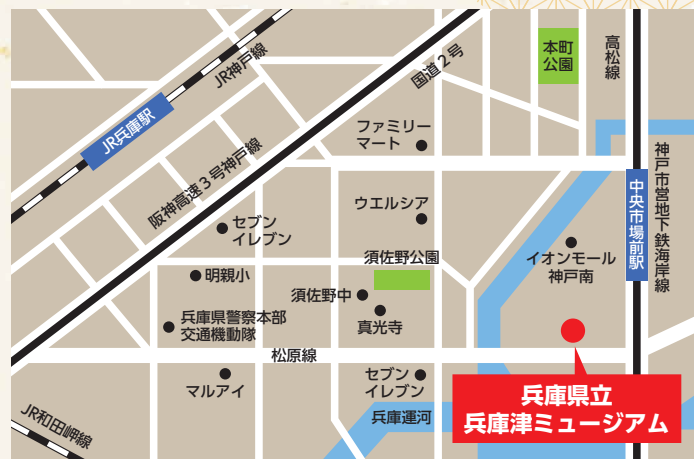 JR神戸線
国道2号
本町
公園
高松線
JR兵庫駅
ファミリー
マート
阪神高速3号神戸線
神戸市営地下鉄海岸線
中央市場前駅
ウエルシア
セブン
イレブン
イオンモール
神戸南
須佐野公園
明親小
須佐野中
真光寺
兵庫県警察本部
交通機動隊
松原線
マルアイ
セブン
イレブン
兵庫県立
兵庫津ミュージアム
兵庫運河
JR和田岬線